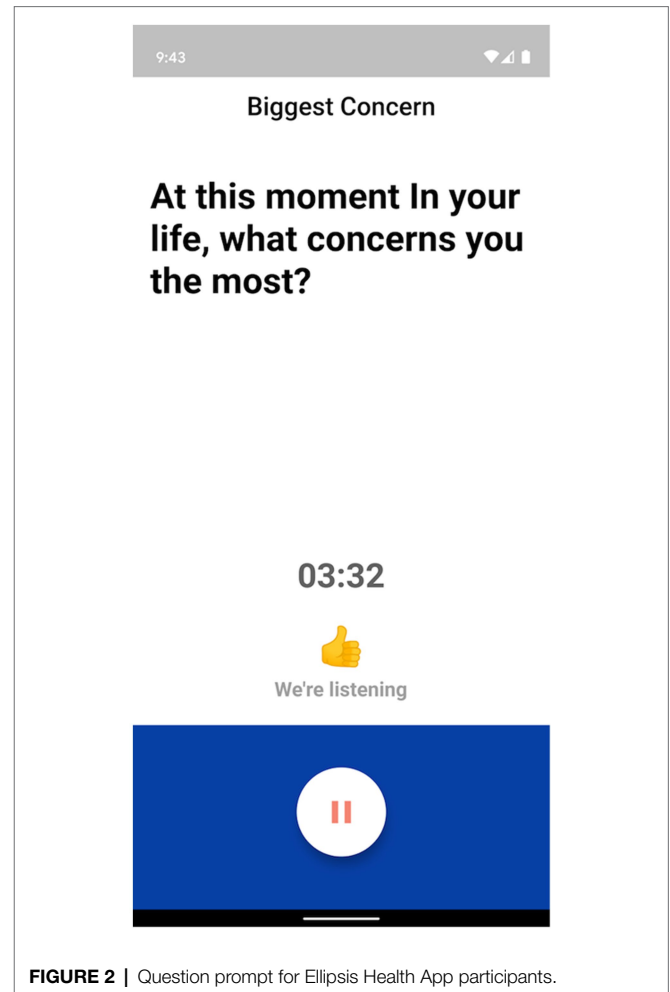 9:43
Biggest Concern
At this moment In your
life, what concerns you
the most?
03:32
We're listening
FIGURE 2 | Question prompt for Ellipsis Health App participants.